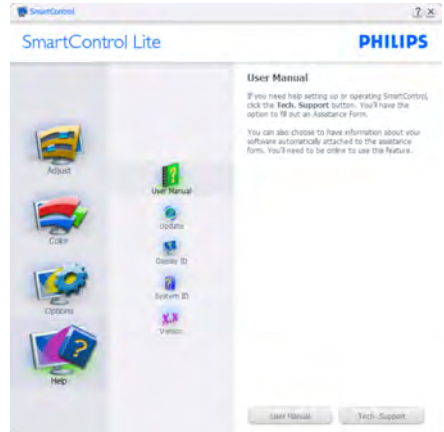 SmartControl
SmartControl Lite
PHILIPS
User Manual
If you need help setting up or operating SmartControl,
click the Tech. Support button. You'll have the
option to fill out an Assistance Form.
You can also choose to have information about your
software automatically attached to the assistance
form. You'll need to be online to use this feature.
Adjust
Color
Options
Help
User Manual
Update
Display ID
System ID
Version
User Manual
Tech. Support